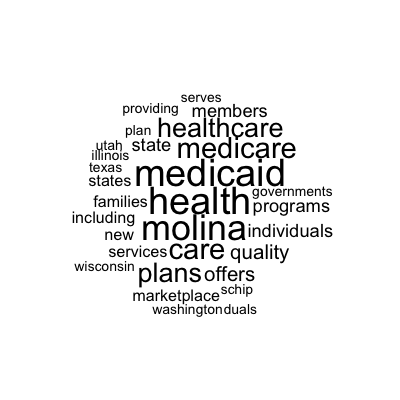 serves
providing members
plan healthcare
utah state medicare
illinois
texas medicaid
states governments
families health programs
including molina individuals
new
services care quality
wisconsin plans offers
marketplace schip
washington duals